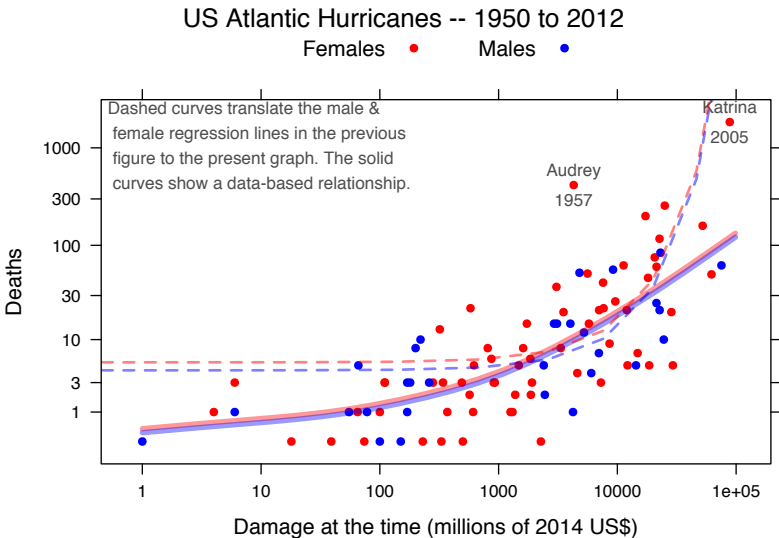 US Atlantic Hurricanes -- 1950 to 2012
Females Males
Dashed curves translate the male &
female regression lines in the previous
figure to the present graph. The solid
curves show a data-based relationship.
Katrina
2005
Audrey
1957
1000
300
100
30
10
3
1
Deaths
1 10 100 1000 10000 1e+05
Damage at the time (millions of 2014 US$)